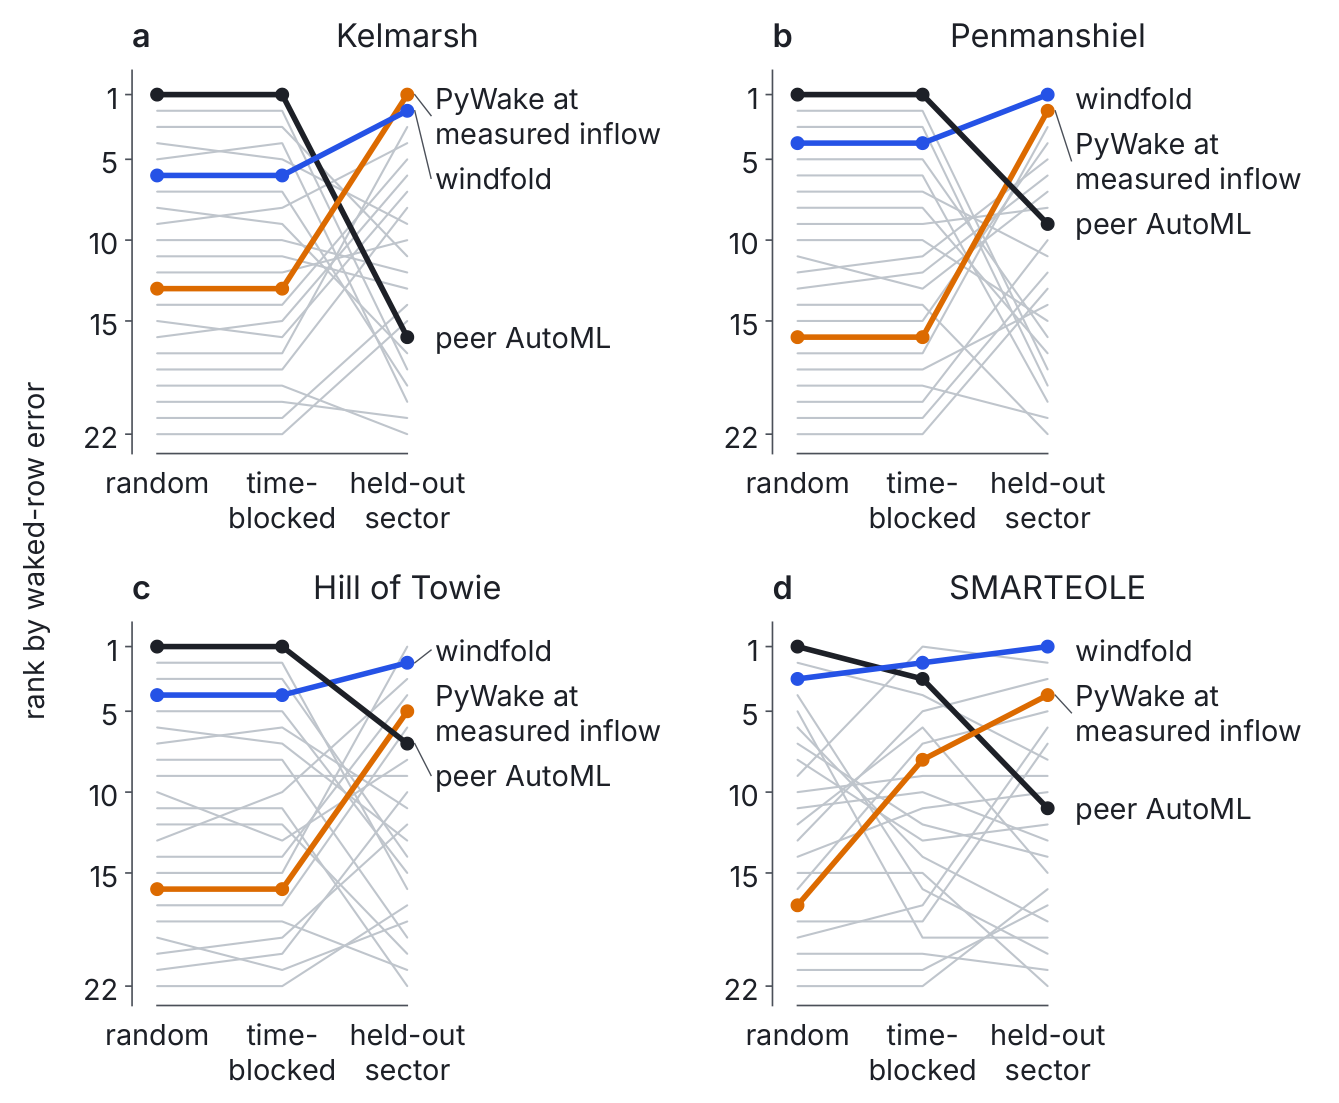 a Kelmarsh
1
5
10
15
22
PyWake at
measured inflow
windfold
peer AutoML
random time- held-out
blocked sector
b Penmanshiel
1
5
10
15
22
windfold
PyWake at
measured inflow
peer AutoML
random time- held-out
blocked sector
rank by waked-row error
c Hill of Towie
1
5
10
15
22
windfold
PyWake at
measured inflow
peer AutoML
random time- held-out
blocked sector
d SMARTEOLE
1
5
10
15
22
windfold
PyWake at
measured inflow
peer AutoML
random time- held-out
blocked sector